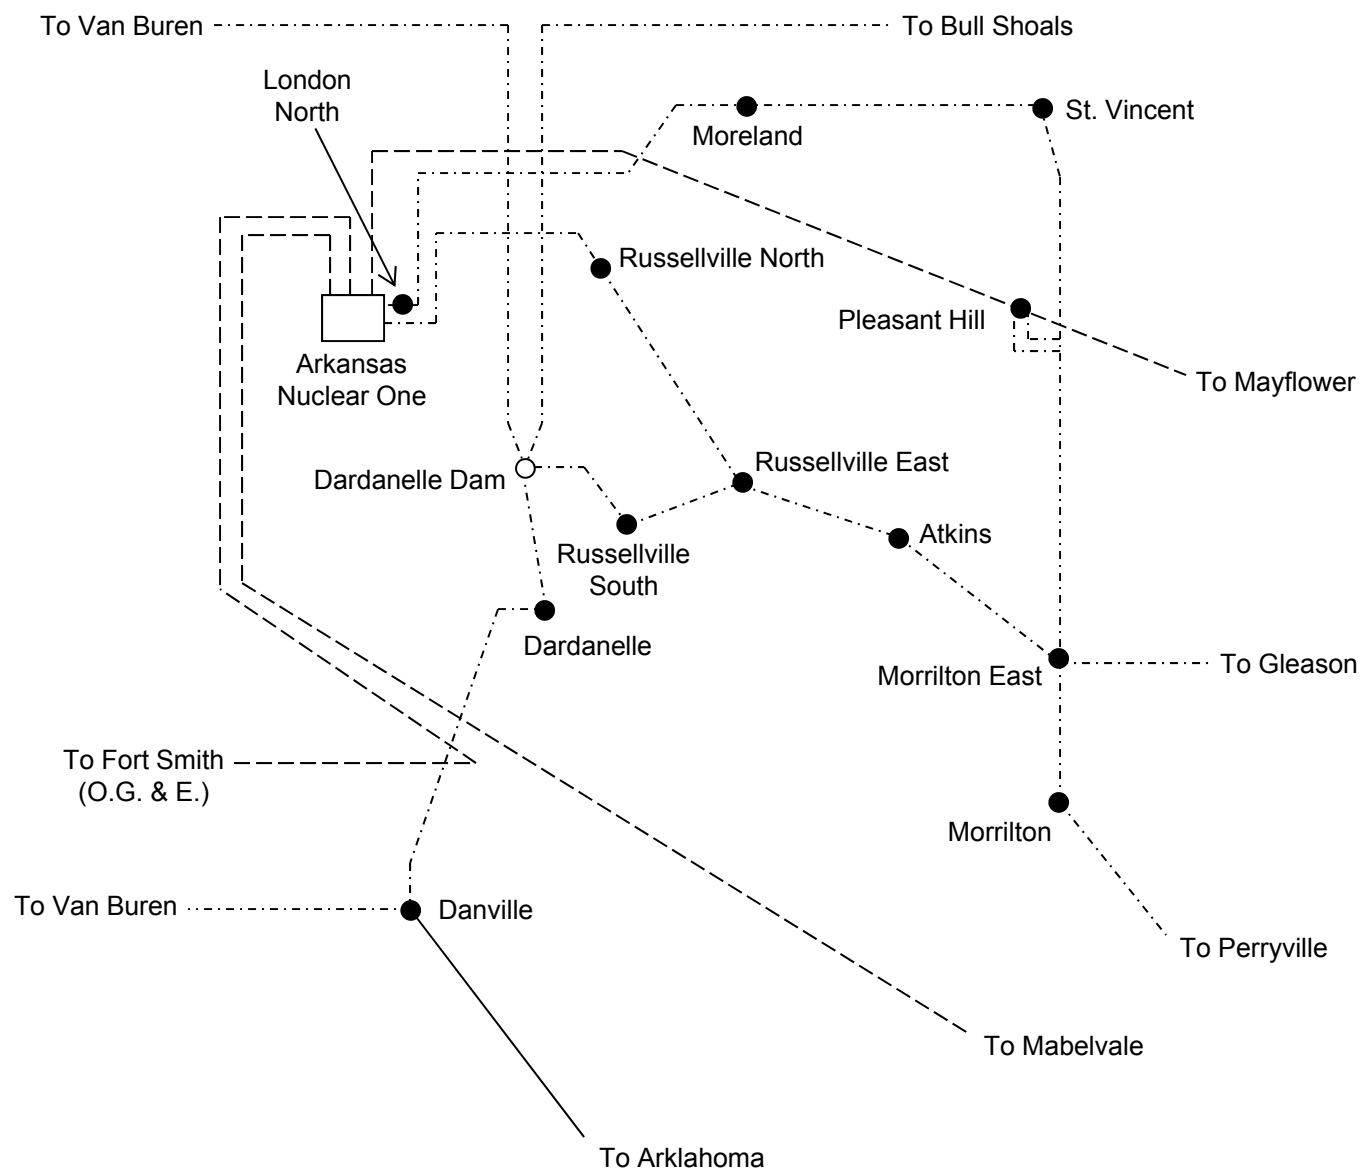 To Van Buren
To Bull Shoals
London
North
Moreland
St. Vincent
Russellville North
Pleasant Hill
Arkansas
Nuclear One
To Mayflower
Russellville East
Dardanelle Dam
Atkins
Russellville
South
Dardanelle
Morrilton East
To Gleason
To Fort Smith
(O.G. & E.)
Morrilton
To Van Buren
Danville
To Perryville
To Mabelvale
To Arklahoma